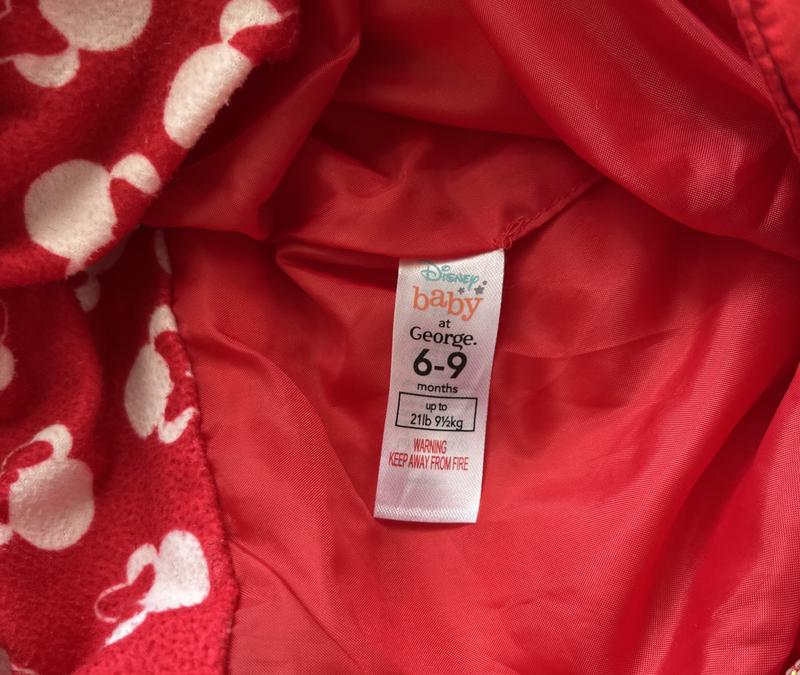 Disney
baby
at
George.
6-9
months
up to
21lb 9½kg
WARNING
KEEP AWAY FROM FIRE